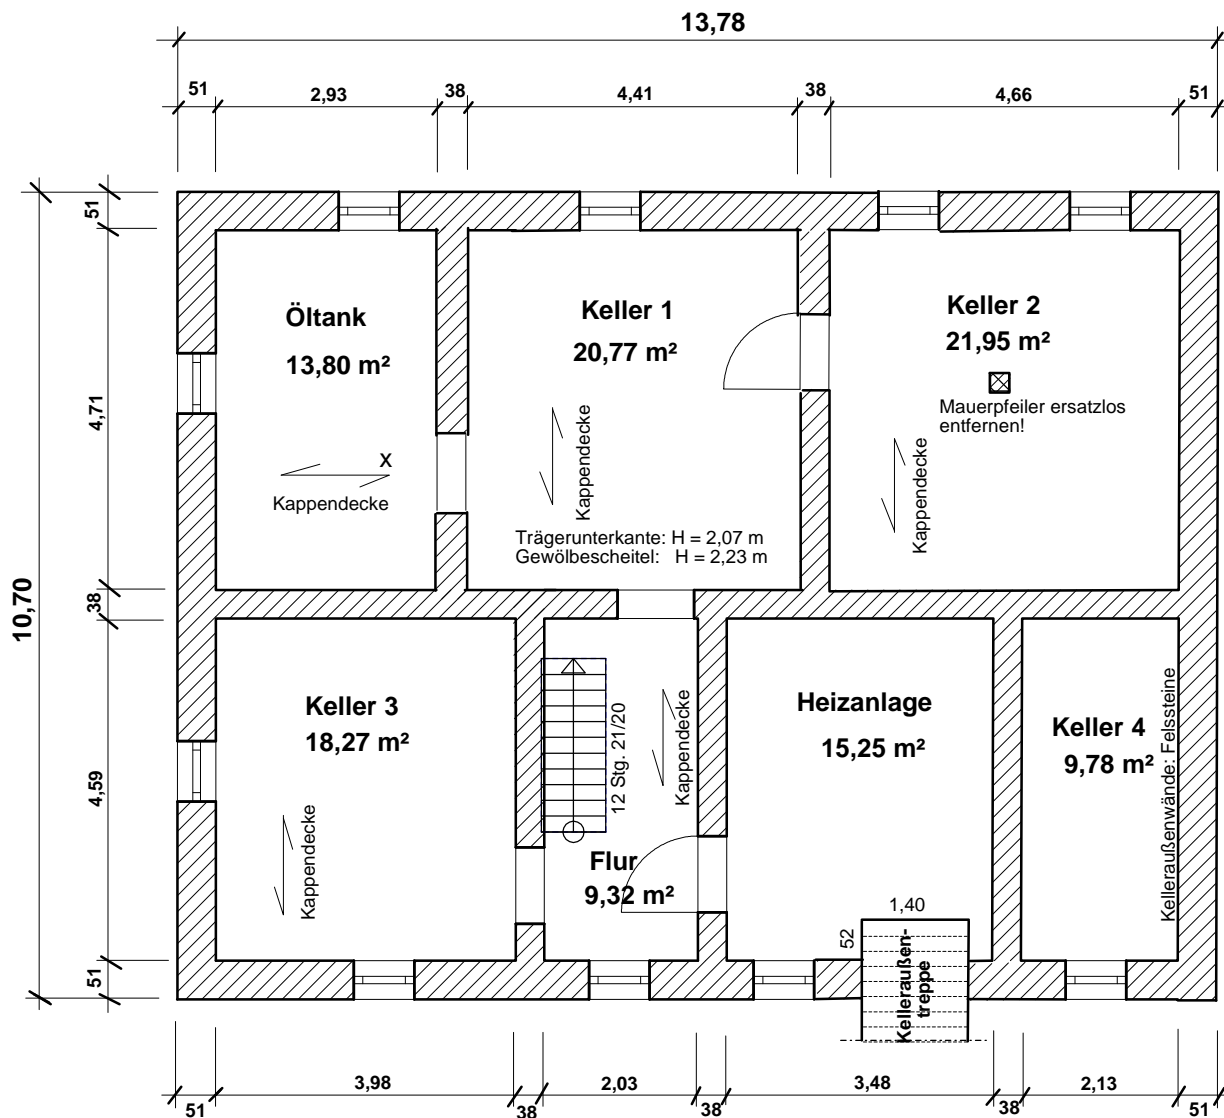 13,78
51
2,93
38
4,41
38
4,66
51
51
4,71
38
4,59
51
10,70
Öltank
13,80 m²
x
Kappendecke
Keller 1
20,77 m²
Kappendecke
Trägerunterkante: H = 2,07 m
Gewölbescheitel: H = 2,23 m
Keller 2
21,95 m²
Mauerpfeiler ersatzlos
entfernen!
Kappendecke
Keller 3
18,27 m²
Kappendecke
12 Stg. 21/20
Kappendecke
Flur
9,32 m²
Heizanlage
15,25 m²
1,40
52
Kelleraußen-
treppe
Keller 4
9,78 m²
Kelleraußenwände: Felssteine
51
3,98
38
2,03
38
3,48
38
2,13
51